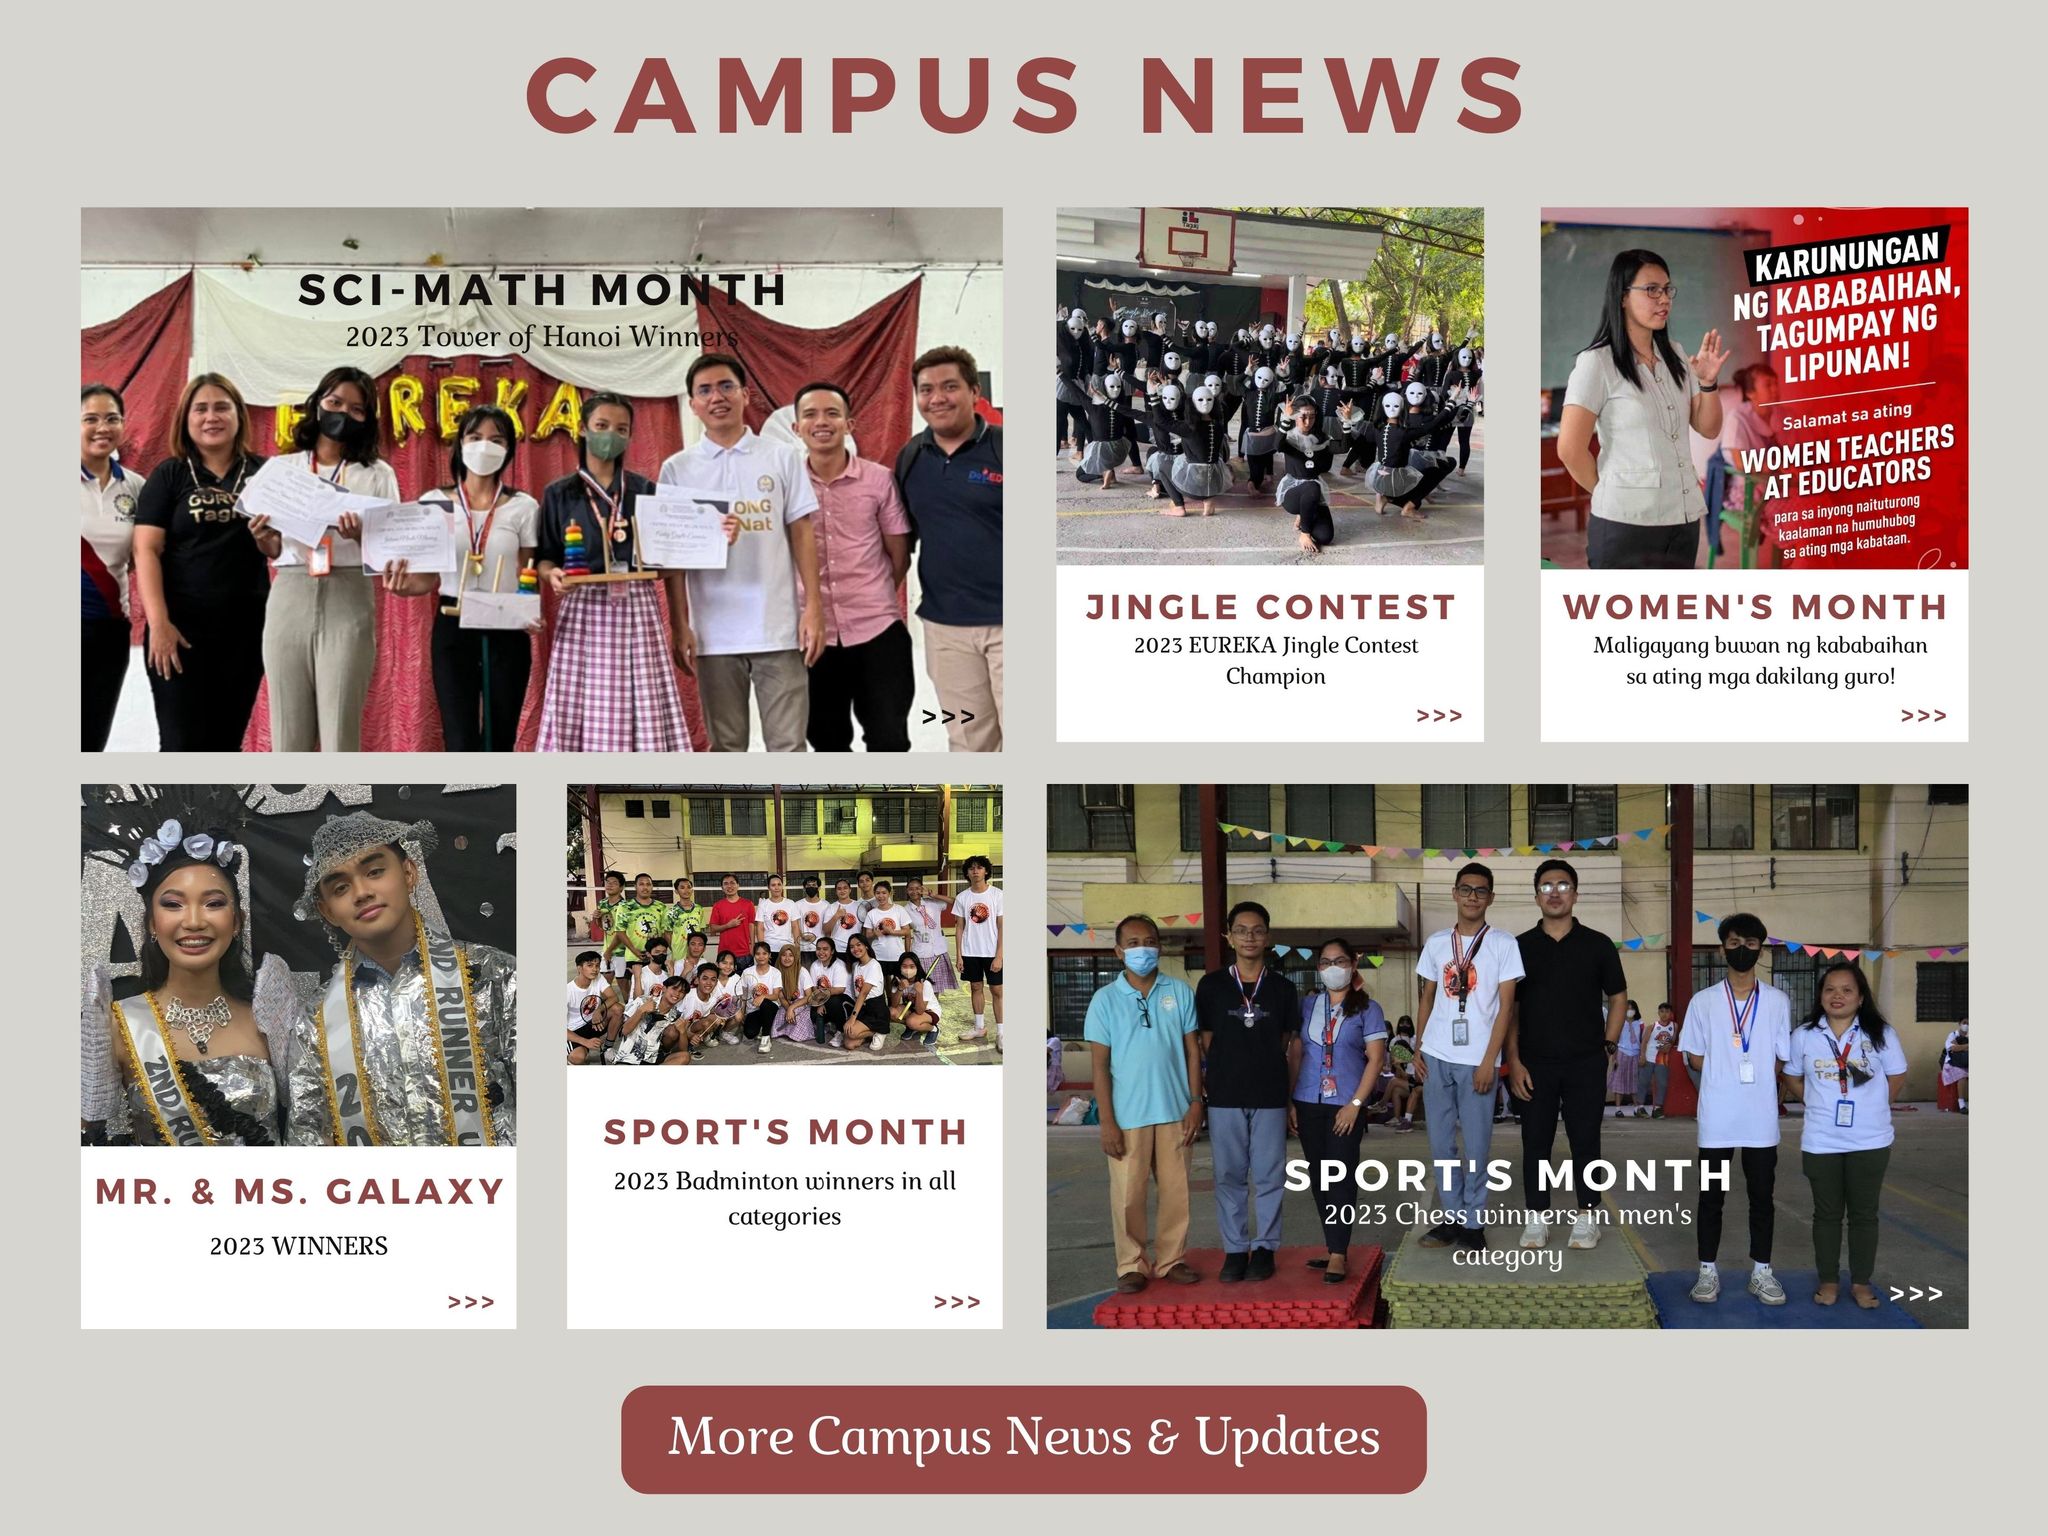 CAMPUS NEWS
SCI-MATH MONTH
2023 Tower of Hanoi Winners
EUREKA
>>>
JINGLE CONTEST
2023 EUREKA Jingle Contest
Champion
>>>
KARUNUNGAN
NG KABABAIHAN,
TAGUMPAY NG
LIPUNAN!
Salamat sa ating
WOMEN TEACHERS
AT EDUCATORS
para sa inyong naituturong
kaalaman na humuhubog
sa ating mga kabataan.
WOMEN'S MONTH
Maligayang buwan ng kababaihan
sa ating mga dakilang guro!
>>>
2ND RU
2ND RUNNER U
MR. & MS. GALAXY
2023 WINNERS
>>>
SPORT'S MONTH
2023 Badminton winners in all
categories
>>>
SPORT'S MONTH
2023 Chess winners in men's
category
>>>
More Campus News & Updates